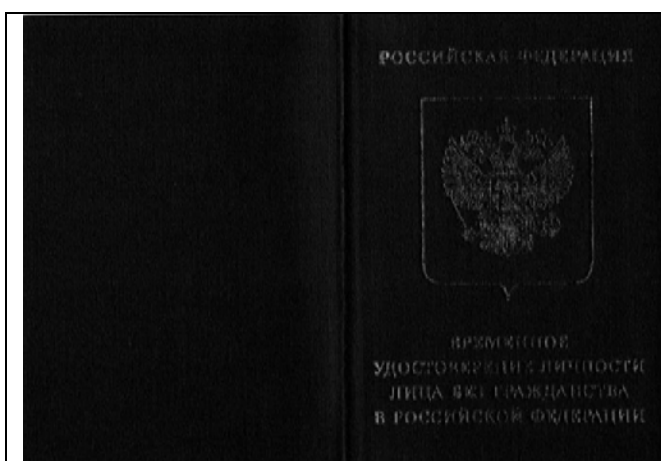 РОССИЙСКАЯ ФЕДЕРАЦИЯ
ВРЕМЕННОЕ
УДОСТОВЕРЕНИЕ ЛИЧНОСТИ
ЛИЦА БЕЗ ГРАЖДАНСТВА
В РОССИЙСКОЙ ФЕДЕРАЦИИ